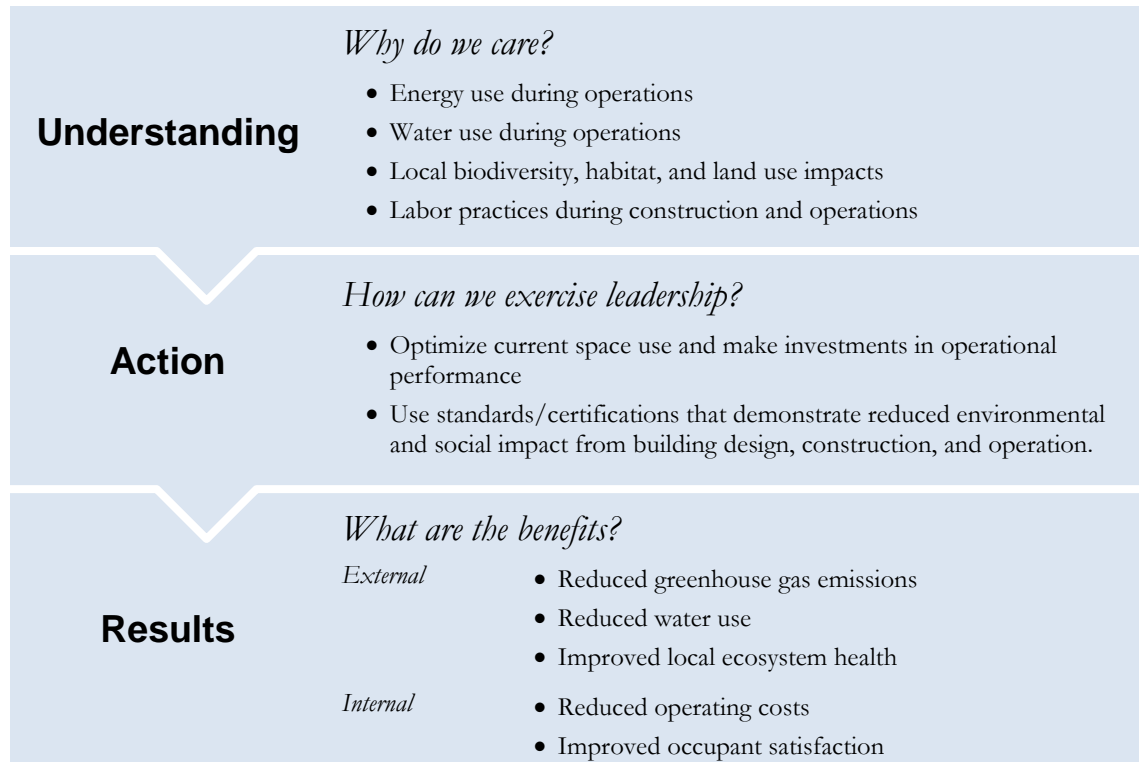 Understanding
Why do we care?
• Energy use during operations
• Water use during operations
• Local biodiversity, habitat, and land use impacts
• Labor practices during construction and operations
Action
How can we exercise leadership?
• Optimize current space use and make investments in operational
performance
• Use standards/certifications that demonstrate reduced environmental
and social impact from building design, construction, and operation.
Results
What are the benefits?
External
• Reduced greenhouse gas emissions
• Reduced water use
• Improved local ecosystem health
Internal
• Reduced operating costs
• Improved occupant satisfaction